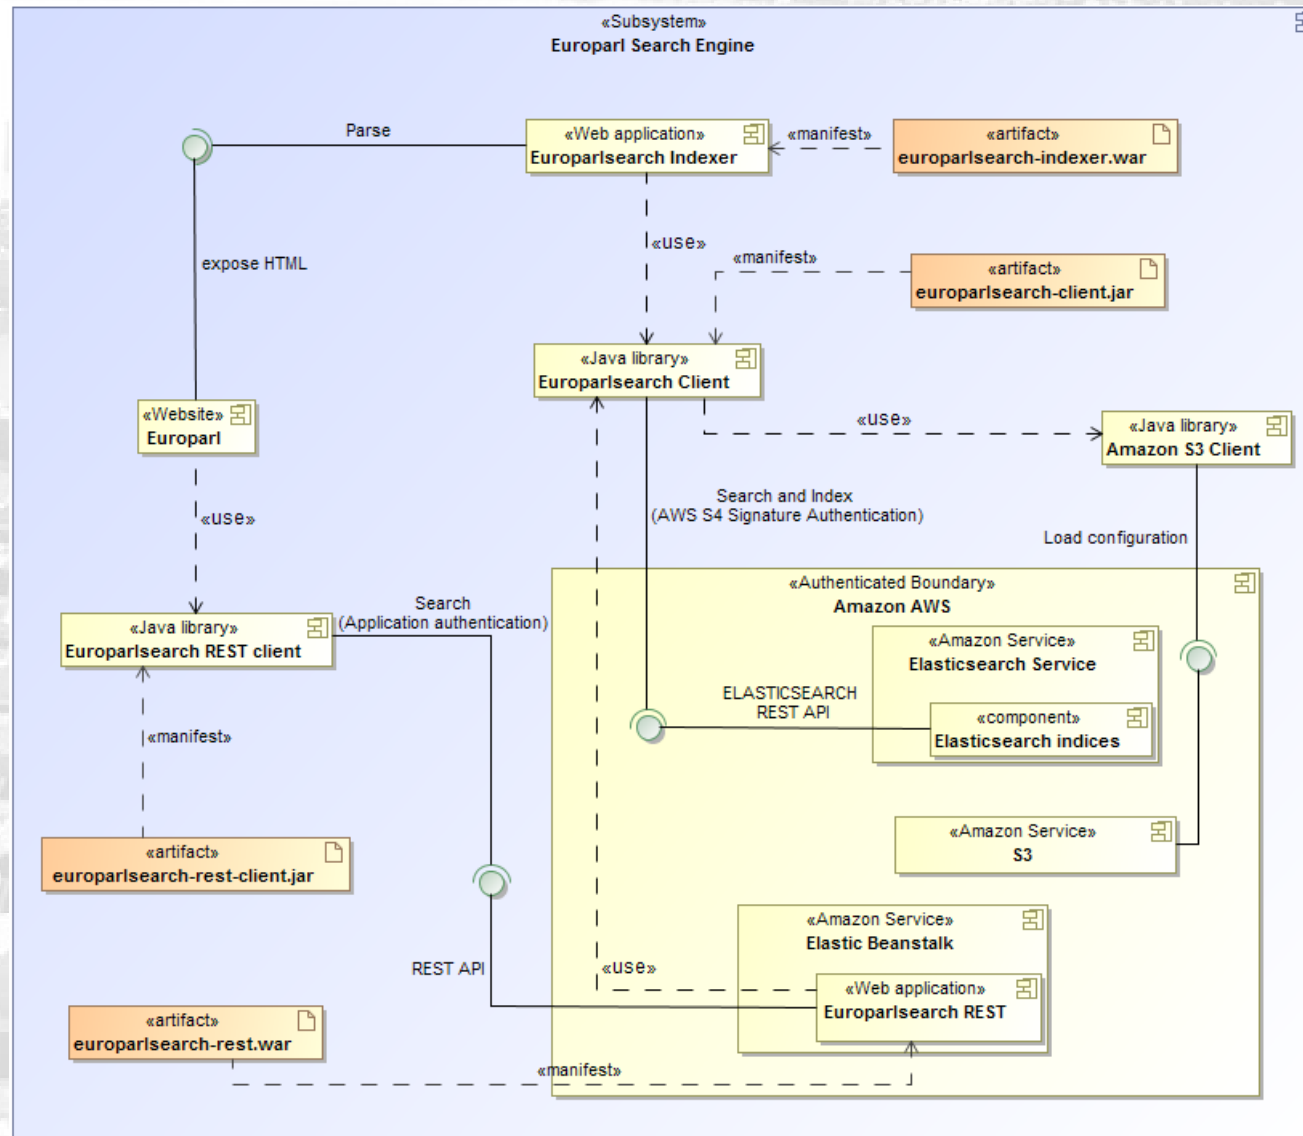 «Subsystem»
Europarl Search Engine
Parse
«Web application»
Europarlsearch Indexer
«manifest»
«artifact»
europarlsearch-indexer.war
«use»
expose HTML
«manifest»
«artifact»
europarlsearch-client.jar
«Java library»
Europarlsearch Client
«Website»
Europarl
«use»
«Java library»
Amazon S3 Client
«use»
Search and Index
(AWS S4 Signature Authentication)
Load configuration
«Authenticated Boundary»
Amazon AWS
Search
(Application authentication)
«Java library»
Europarlsearch REST client
«Amazon Service»
Elasticsearch Service
ELASTICSEARCH
REST API
«component»
Elasticsearch indices
«manifest»
«Amazon Service»
S3
«artifact»
europarlsearch-rest-client.jar
«Amazon Service»
Elastic Beanstalk
REST API
«use»
«Web application»
Europarlsearch REST
«artifact»
europarlsearch-rest.war
«manifest»